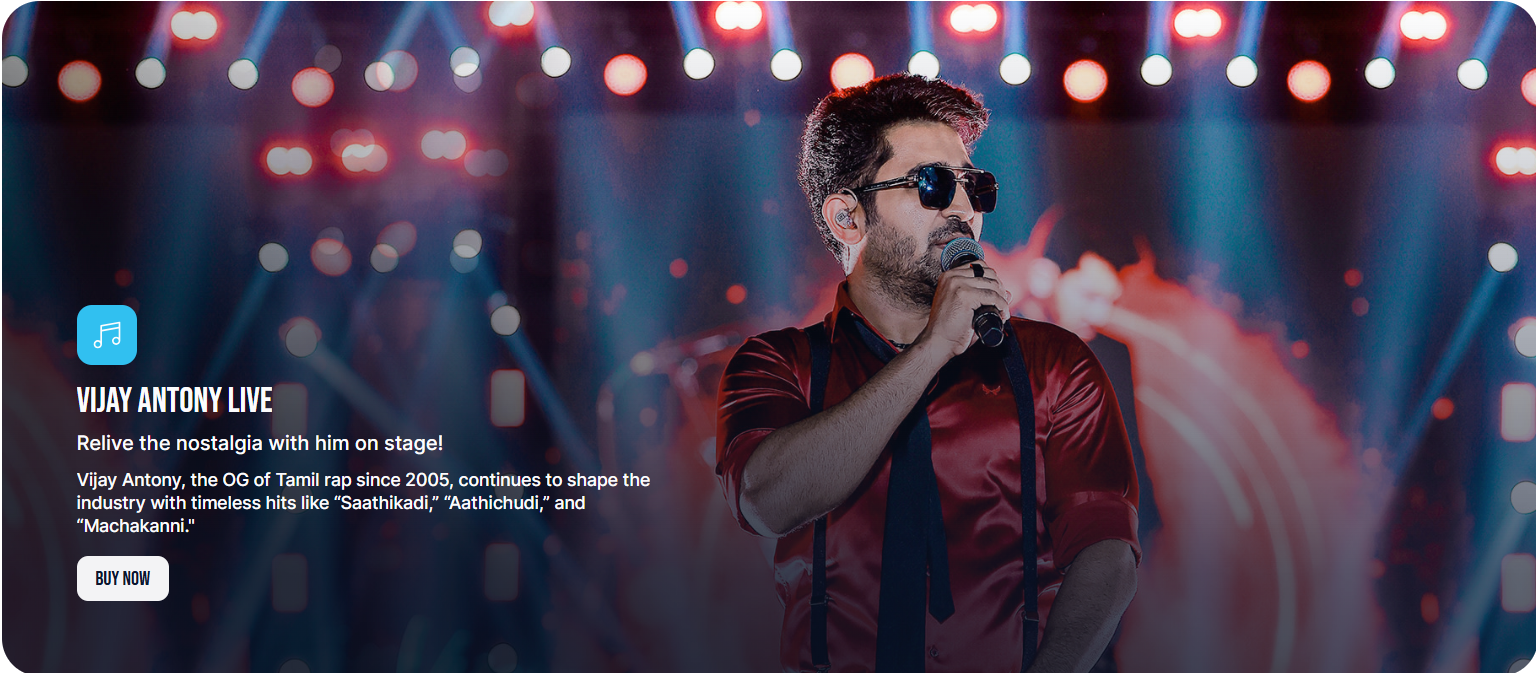 VIJAY ANTONY LIVE
Relive the nostalgia with him on stage!
Vijay Antony, the OG of Tamil rap since 2005, continues to shape the
industry with timeless hits like “Saathikadi,” “Aathichudi,” and
“Machakanni."
BUY NOW